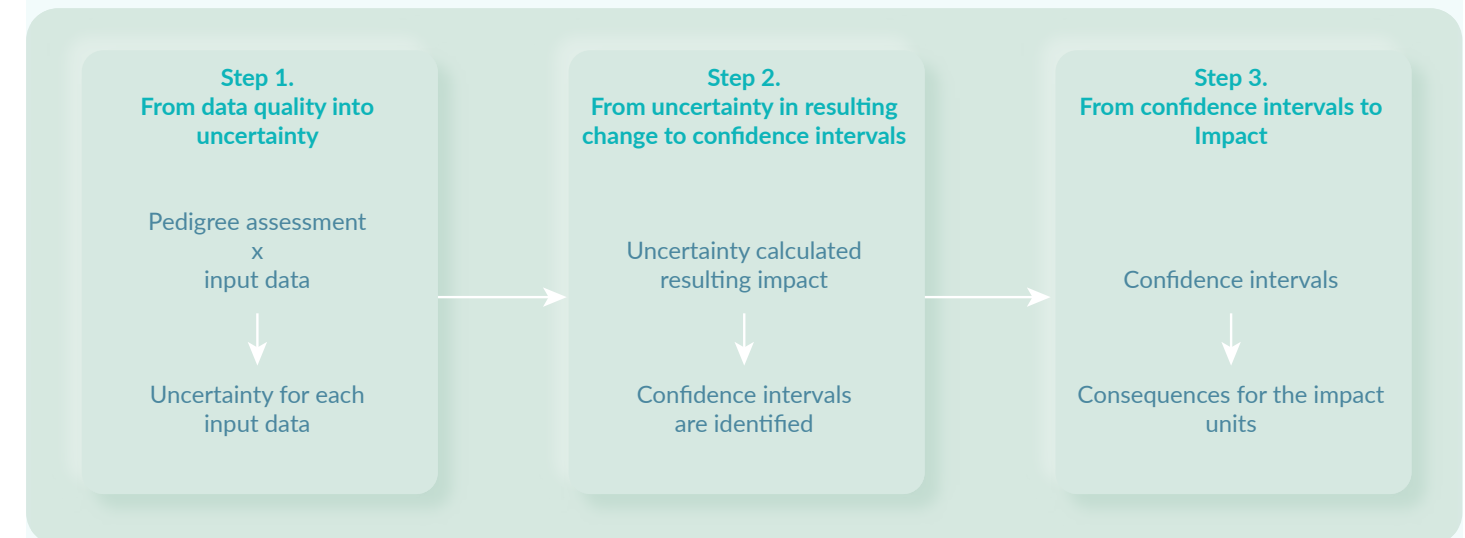 Step 1.
From data quality into
uncertainty
Pedigree assessment
x
input data
Uncertainty for each
input data
Step 2.
From uncertainty in resulting
change to confidence intervals
Uncertainty calculated
resulting impact
Confidence intervals
are identified
Step 3.
From confidence intervals to
Impact
Confidence intervals
Consequences for the impact
units